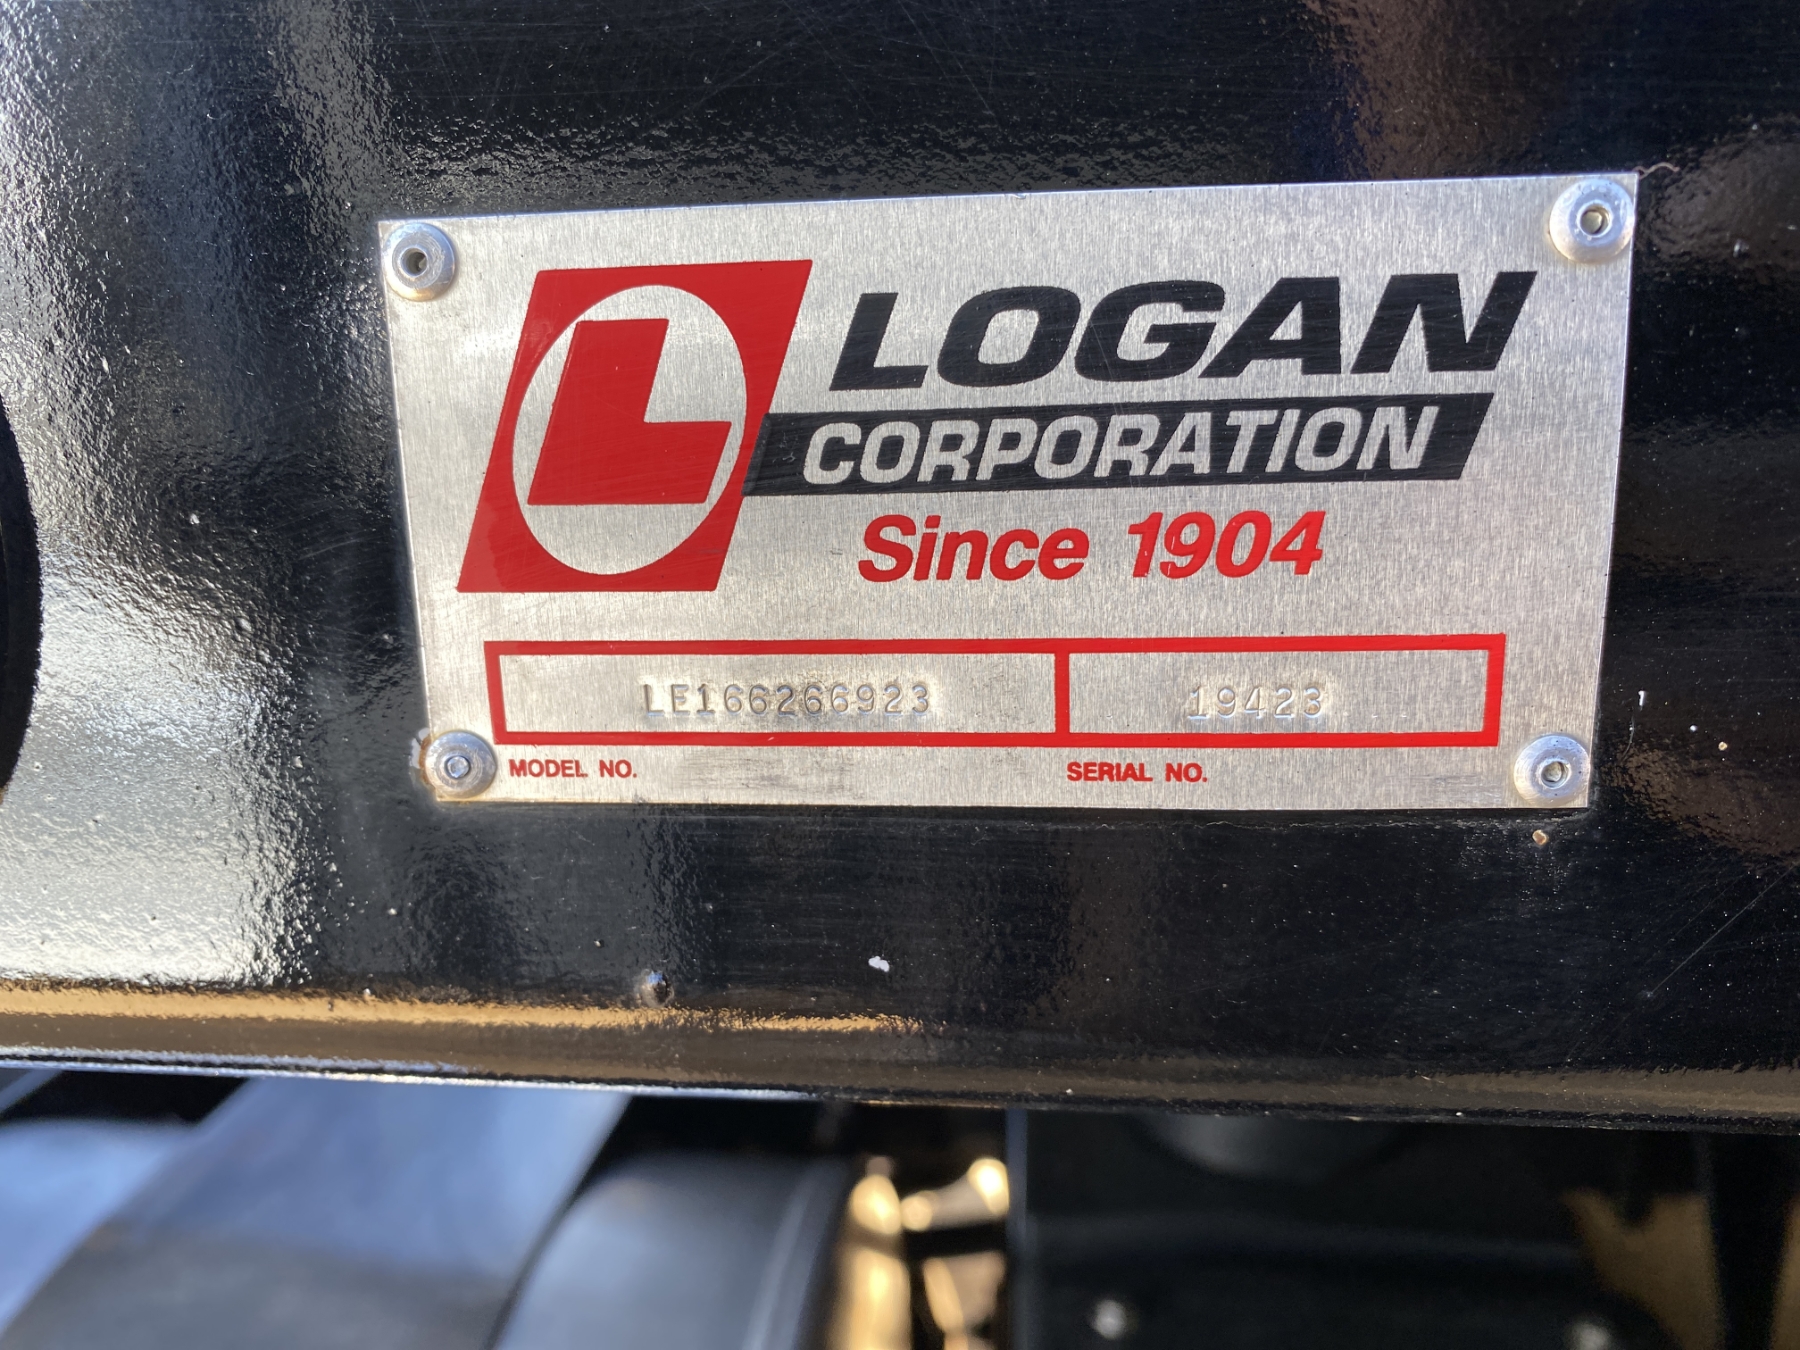 L
LOGAN
CORPORATION
Since 1904
LE166266923 19423
MODEL NO. SERIAL NO.